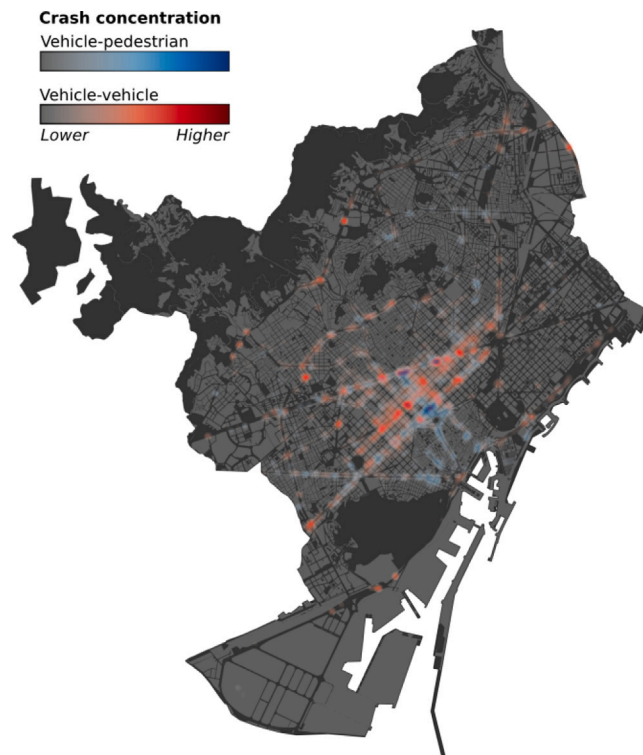 Crash concentration
Vehicle-pedestrian
Vehicle-vehicle
Lower Higher